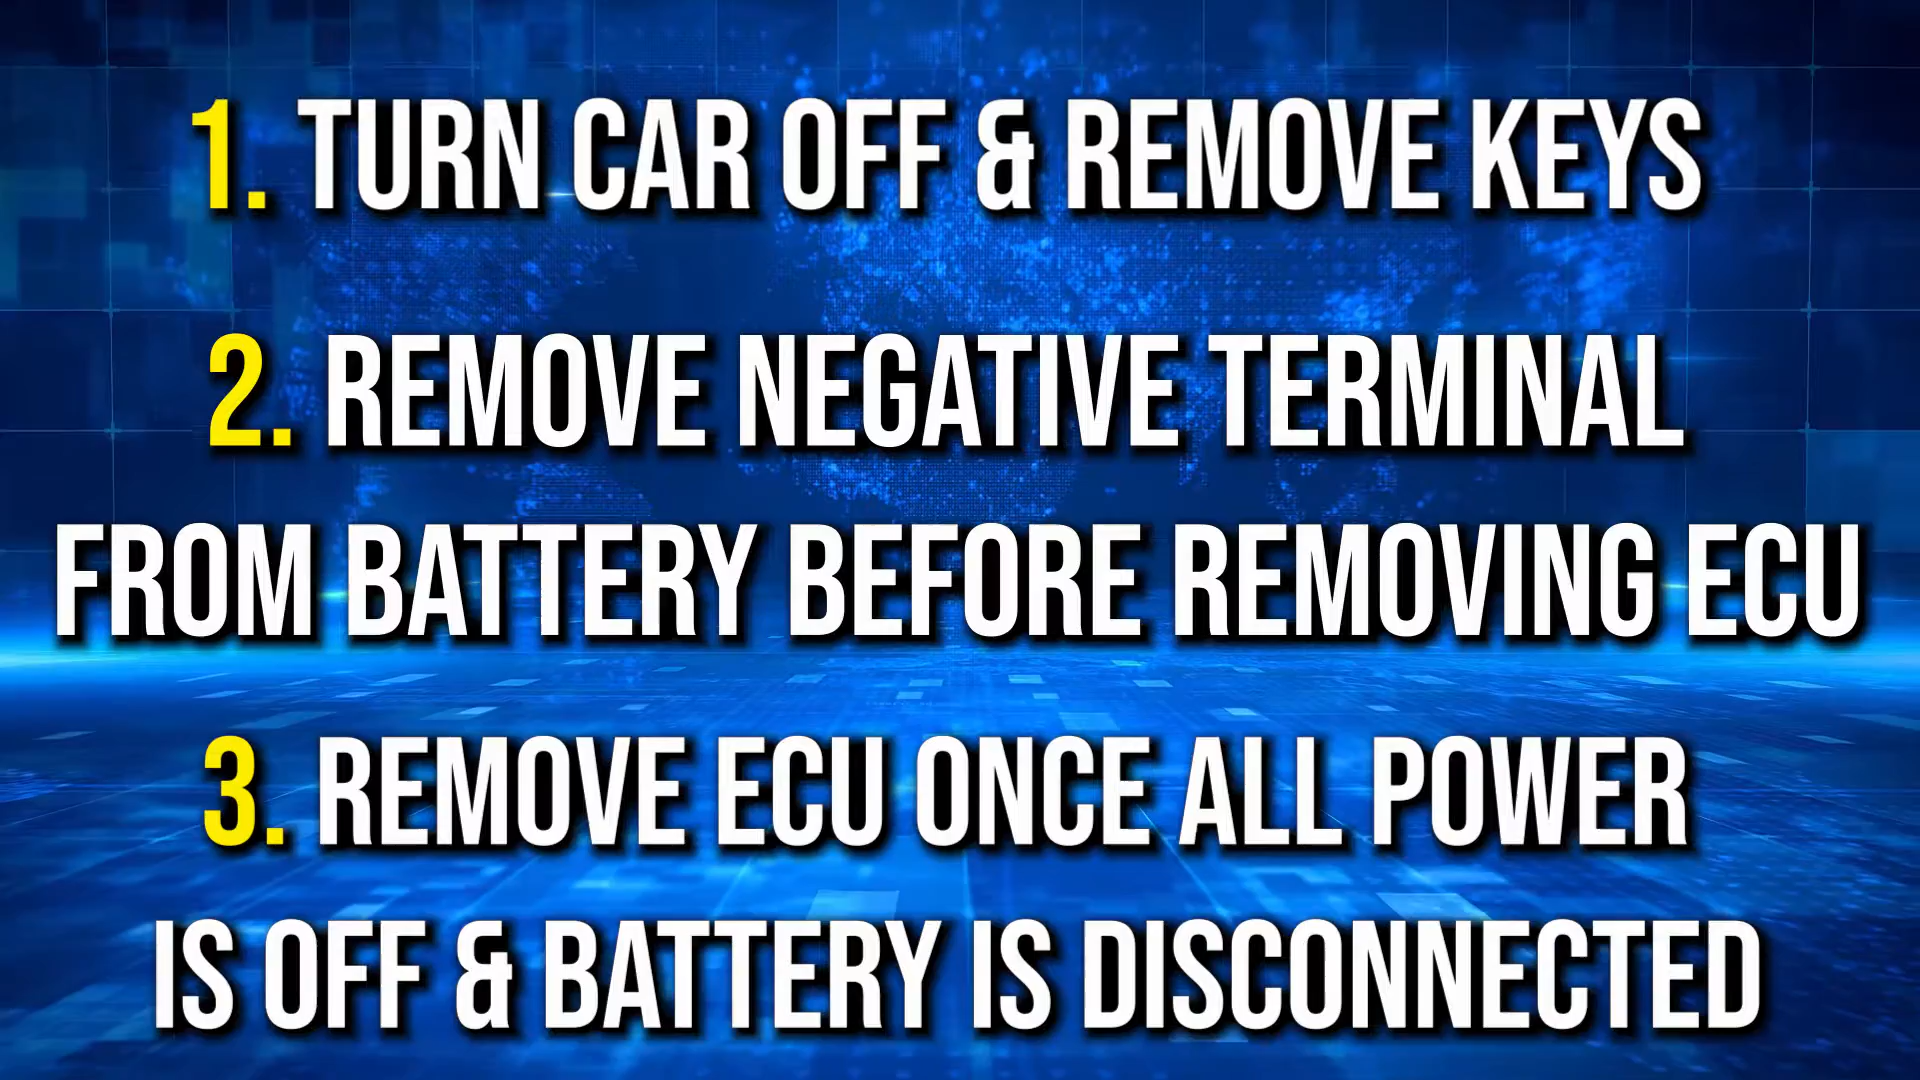 1. TURN CAR OFF & REMOVE KEYS
2. REMOVE NEGATIVE TERMINAL
FROM BATTERY BEFORE REMOVING ECU
3. REMOVE ECU ONCE ALL POWER
IS OFF & BATTERY IS DISCONNECTED